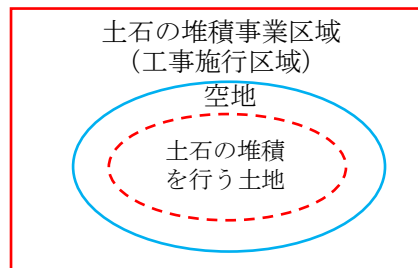 土石の堆積事業区域
（工事施行区域）
空地
土石の堆積
を行う土地